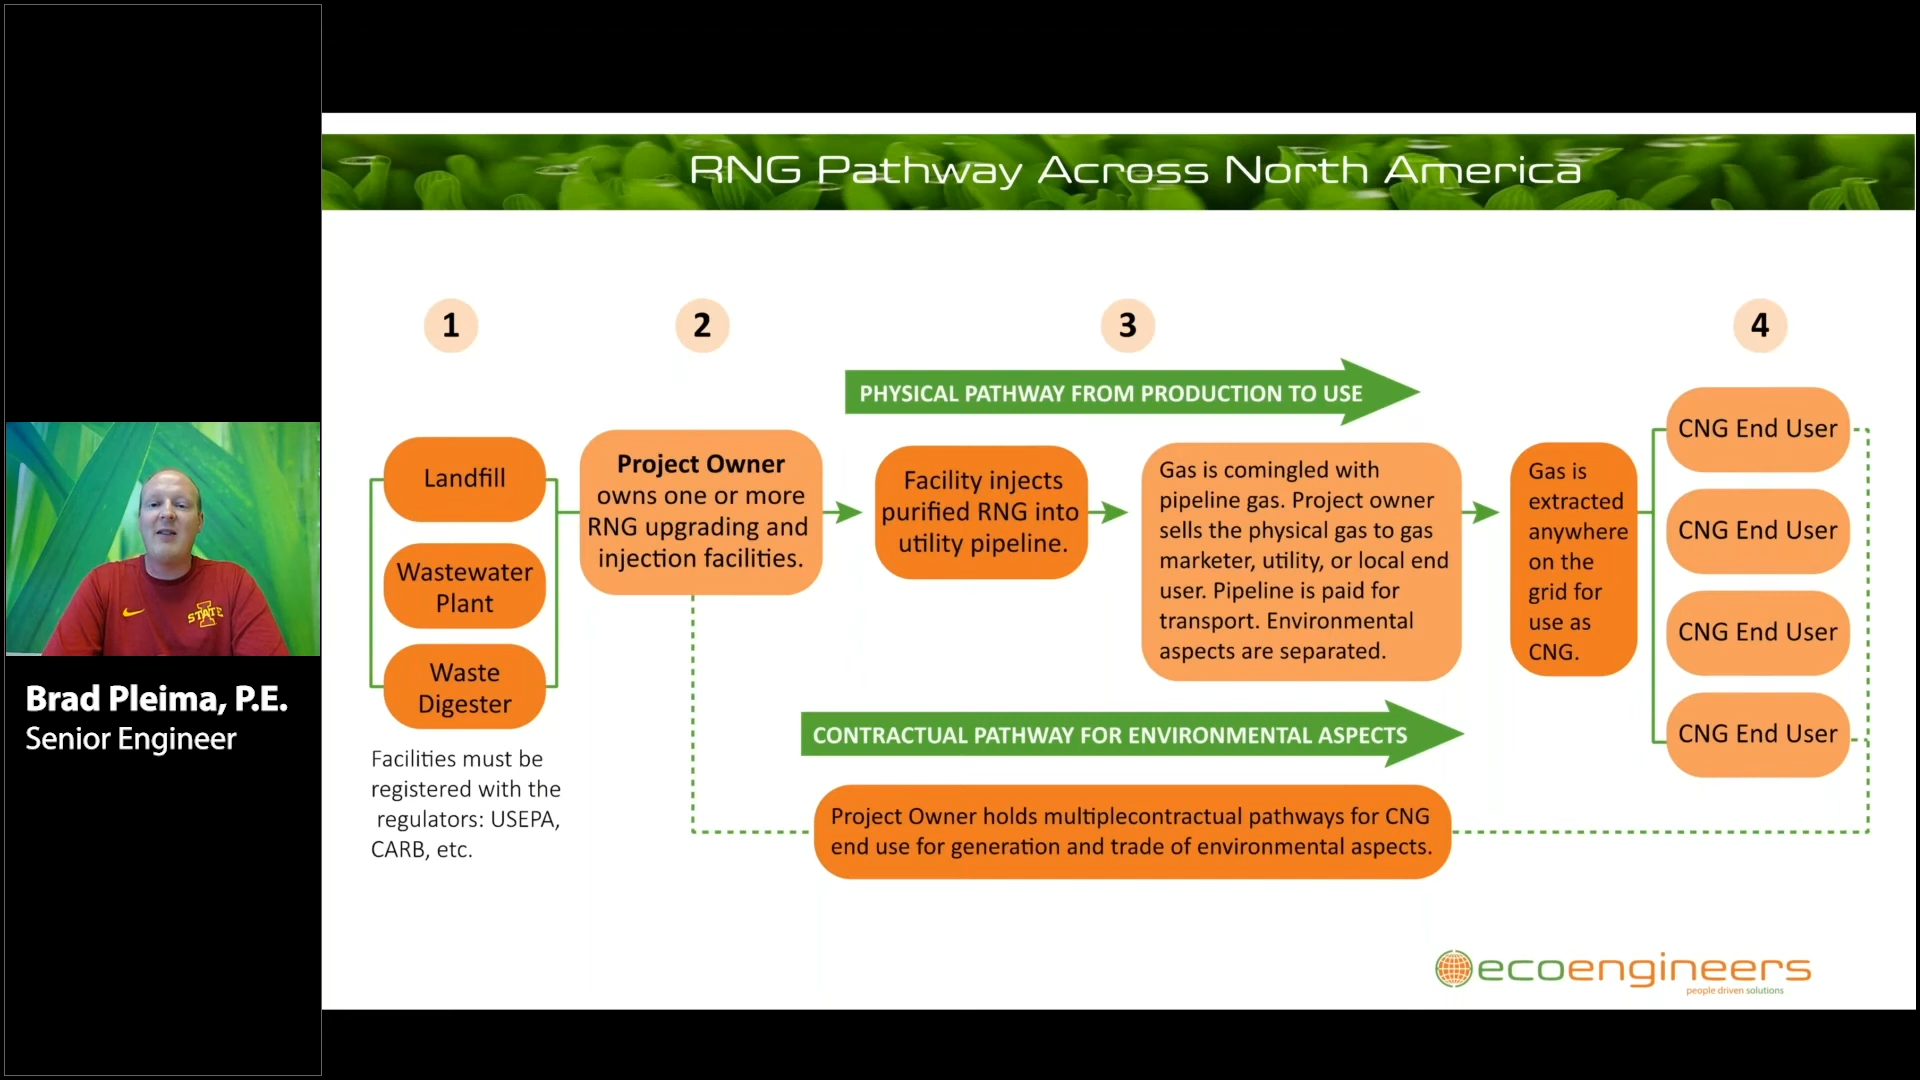 RNG Pathway Across North America
1
2
3
4
PHYSICAL PATHWAY FROM PRODUCTION TO USE
Landfill
Wastewater
Plant
Waste
Digester
Facilities must be
registered with the
regulators: USEPA,
CARB, etc.
Project Owner
owns one or more
RNG upgrading and
injection facilities.
Facility injects
purified RNG into
utility pipeline.
Gas is comingled with
pipeline gas. Project owner
sells the physical gas to gas
marketer, utility, or local end
user. Pipeline is paid for
transport. Environmental
aspects are separated.
Gas is
extracted
anywhere
on the
grid for
use as
CNG.
CNG End User
CNG End User
CNG End User
CNG End User
CONTRACTUAL PATHWAY FOR ENVIRONMENTAL ASPECTS
Project Owner holds multiplecontractual pathways for CNG
end use for generation and trade of environmental aspects.
STATE
Brad Pleima, P.E.
Senior Engineer
ecoengineers
people driven solutions